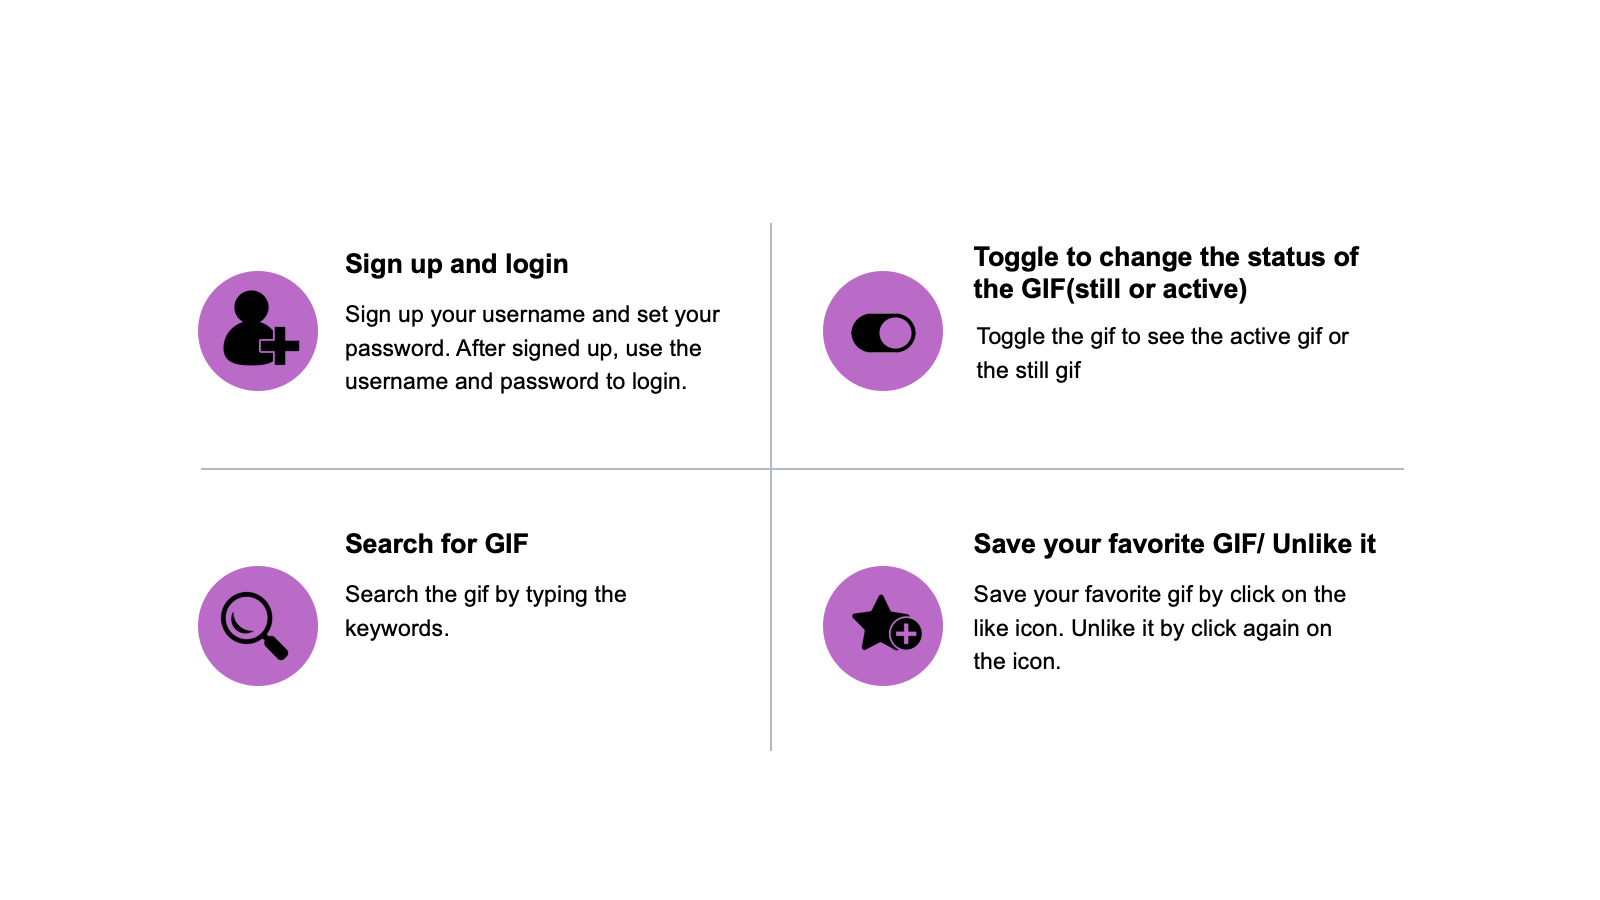 Sign up and login
Sign up your username and set your
password. After signed up, use the
username and password to login.
Toggle to change the status of
the GIF(still or active)
Toggle the gif to see the active gif or
the still gif
Search for GIF
Search the gif by typing the
keywords.
Save your favorite GIF/ Unlike it
Save your favorite gif by click on the
like icon. Unlike it by click again on
the icon.